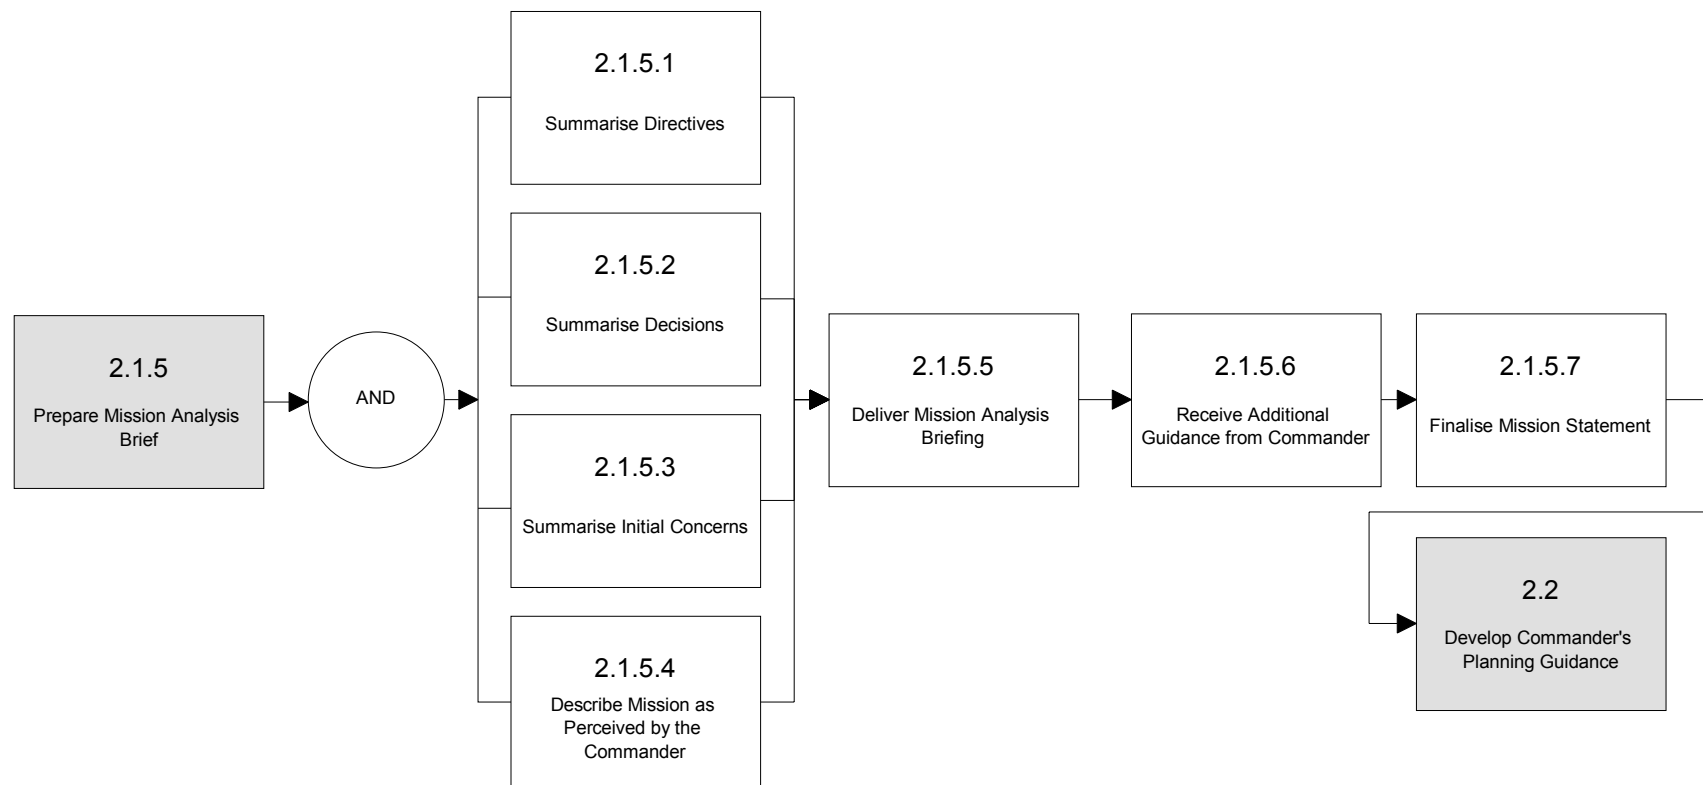 2.1.5
Prepare Mission Analysis
Brief
AND
2.1.5.1
Summarise Directives
2.1.5.2
Summarise Decisions
2.1.5.3
Summarise Initial Concerns
2.1.5.4
Describe Mission as
Perceived by the
Commander
2.1.5.5
Deliver Mission Analysis
Briefing
2.1.5.6
Receive Additional
Guidance from Commander
2.1.5.7
Finalise Mission Statement
2.2
Develop Commander's
Planning Guidance